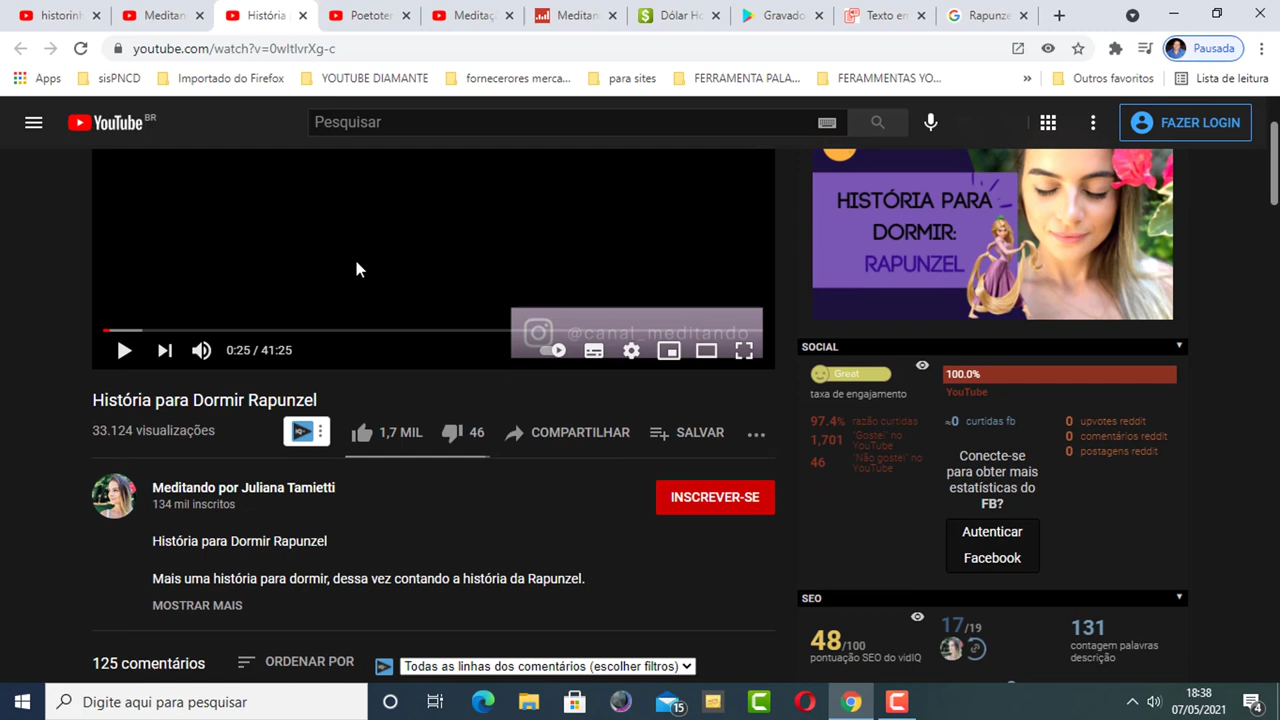 historinh
Meditan
História
Poetoter
Meditaç
Meditan
Dólar Ho
Gravado
Texto en
Rapunze
youtube.com/watch?v=0wItlvrXg-c
Pausada
Apps
sisPNCD
Importado do Firefox
YOUTUBE DIAMANTE
fornecerores merca...
para sites
FERRAMENTA PALA...
FERAMMENTAS YO...
»
Outros favoritos
Lista de leitura
YouTube BR
Pesquisar
FAZER LOGIN
HISTÓRIA PARA
DORMIR:
RAPUNZEL
@canal_meditando
0:25 / 41:25
História para Dormir Rapunzel
33.124 visualizações
1,7 MIL
46
COMPARTILHAR
SALVAR
Meditando por Juliana Tamietti
134 mil inscritos
INSCREVER-SE
História para Dormir Rapunzel
Mais uma história para dormir, dessa vez contando a história da Rapunzel.
MOSTRAR MAIS
125 comentários
ORDENAR POR
Todas as linhas dos comentários (escolher filtros)
SOCIAL
Great
taxa de engajamento
100.0%
YouTube
97.4% razão curtidas
1,701 "Gostei" no
YouTube
46 "Não gostei" no
YouTube
≈0 curtidas fb
0 upvotes reddit
0 comentários reddit
0 postagens reddit
Conecte-se
para obter mais
estatísticas do
FB?
Autenticar
Facebook
SEO
48/100
pontuação SEO do vidIQ
17/19
131
contagem palavras
descrição
Digite aqui para pesquisar
15
18:38
07/05/2021
4